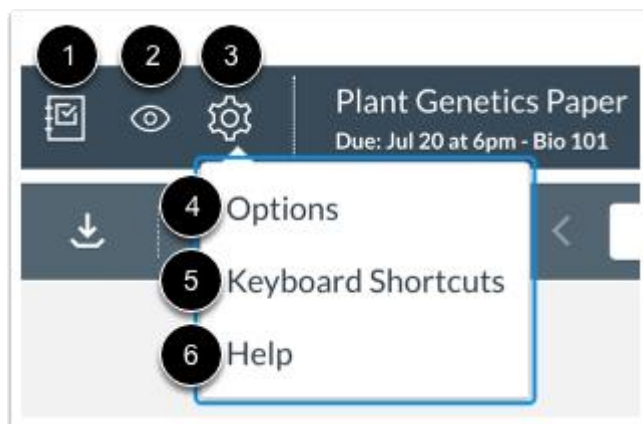 1 2 3
Plant Genetics Paper
Due: Jul 20 at 6pm - Bio 101
4 Options
5 Keyboard Shortcuts
6 Help